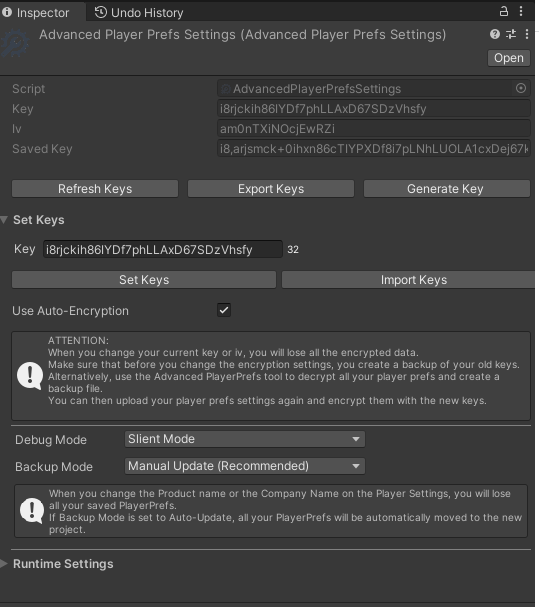 Inspector
Undo History
Advanced Player Prefs Settings (Advanced Player Prefs Settings)
Open
Script
AdvancedPlayerPrefsSettings
Key
i8rjckih86lYDf7phLLAxD67SDzVhsfy
Iv
am0nTXiNOcjEwRZi
Saved Key
i8,arjsmck+0ihxn86cTIYPXDf8i7pLNhLUOLA1cxDej67k
Refresh Keys
Export Keys
Generate Key
Set Keys
Key
i8rjckih86lYDf7phLLAxD67SDzVhsfy
32
Set Keys
Import Keys
Use Auto-Encryption
ATTENTION:
When you change your current key or iv, you will lose all the encrypted data.
Make sure that before you change the encryption settings, you create a backup of your old keys.
Alternatively, use the Advanced PlayerPrefs tool to decrypt all your player prefs and create a
backup file.
You can then upload your player prefs settings again and encrypt them with the new keys.
Debug Mode
Slient Mode
Backup Mode
Manual Update (Recommended)
When you change the Product name or the Company Name on the Player Settings, you will lose
all your saved PlayerPrefs.
If Backup Mode is set to Auto-Update, all your PlayerPrefs will be automatically moved to the new
project.
Runtime Settings